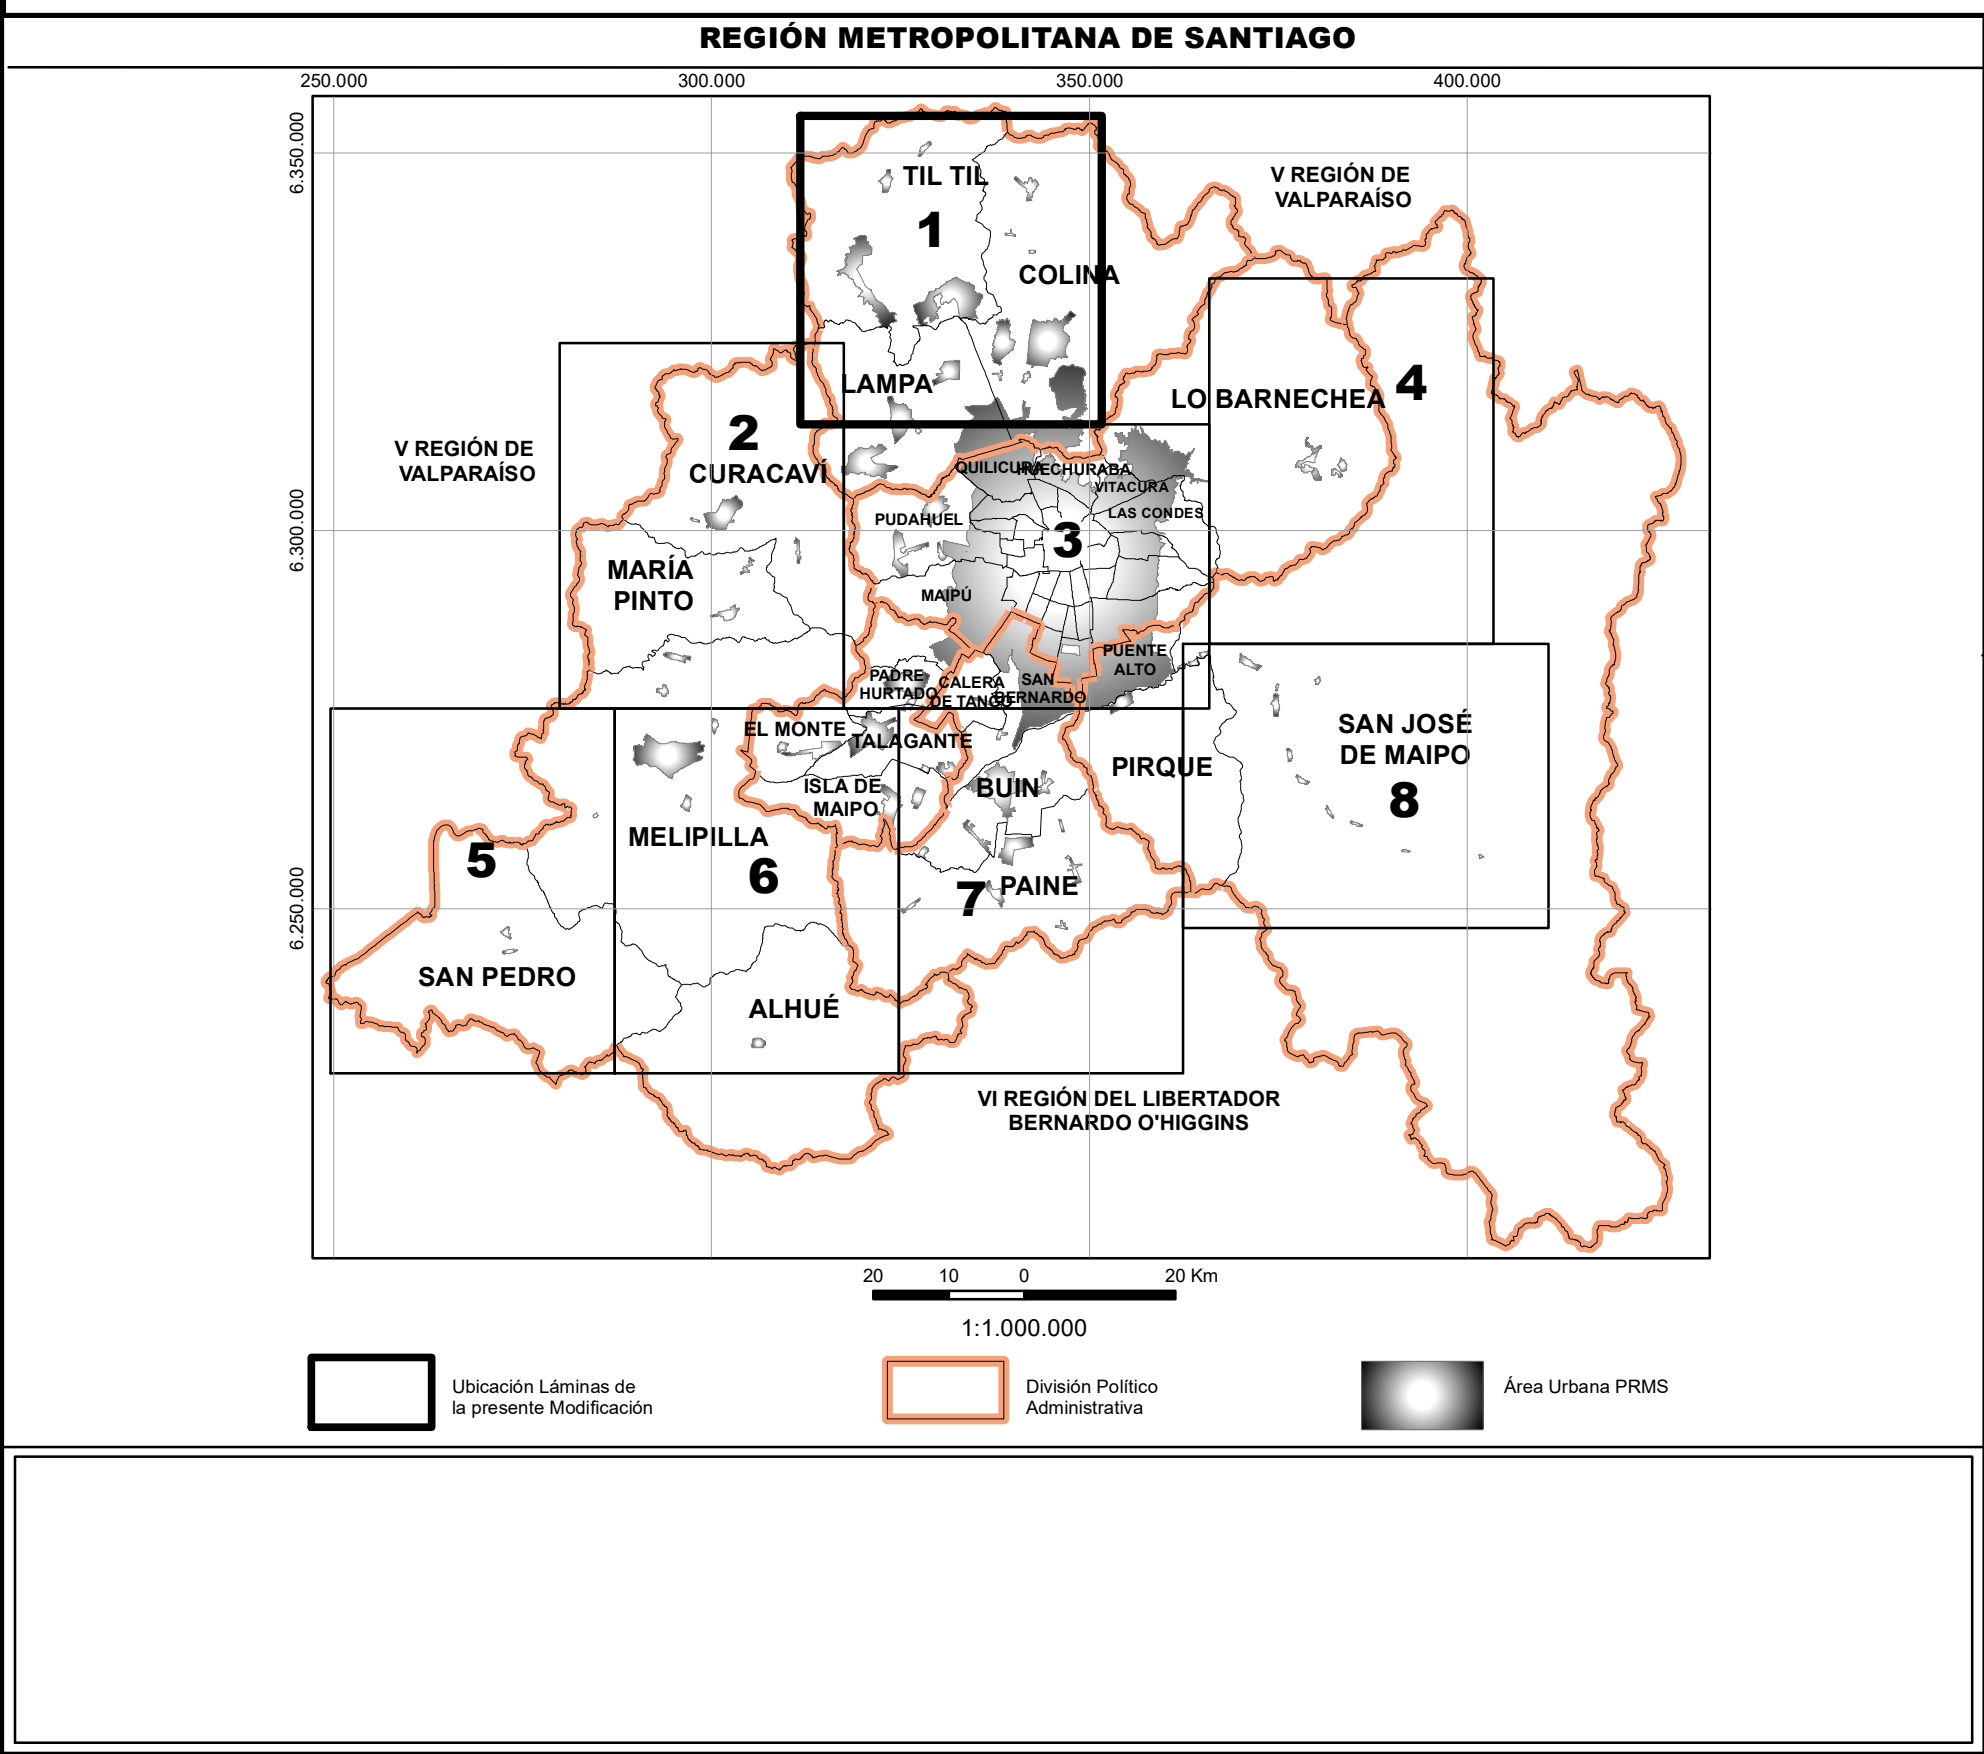 REGIÓN METROPOLITANA DE SANTIAGO
250.000 300.000 350.000 400.000
6.350.000
6.300.000
6.250.000
TIL TIL
1
V REGIÓN DE
VALPARAÍSO
COLINA
LAMPA
LO BARNECHEA
4
2
CURACAVÍ
V REGIÓN DE
VALPARAÍSO
QUILICURA
HUECHURABA
VITACURA
LAS CONDES
PUDAHUEL
3
MARÍA
PINTO
MAIPÚ
PUENTE
ALTO
PADRE
HURTADO
CALERA
DE TANGO
SAN
BERNARDO
EL MONTE
TALAGANTE
ISLA DE
MAIPO
BUIN
PIRQUE
SAN JOSÉ
DE MAIPO
8
MELIPILLA
5
6
7
PAINE
SAN PEDRO
ALHUÉ
VI REGIÓN DEL LIBERTADOR
BERNARDO O'HIGGINS
20 10 0 20 Km
1:1.000.000
Ubicación Láminas de
la presente Modificación
División Político
Administrativa
Área Urbana PRMS